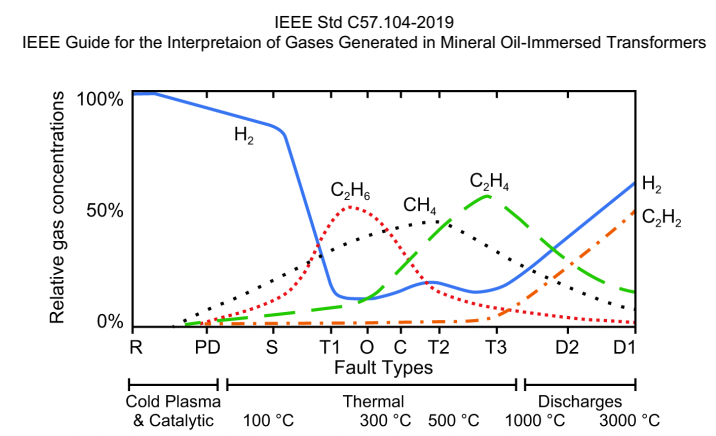 IEEE Std C57.104-2019
IEEE Guide for the Interpretaion of Gases Generated in Mineral Oil-Immersed Transformers
Relative gas concentrations
100%
50%
0%
H₂
C₂H₆
CH₄
C₂H₄
H₂
C₂H₂
R PD S T1 O C T2 T3 D2 D1
Fault Types
Cold Plasma & Catalytic
Thermal
Discharges
100 °C 300 °C 500 °C 1000 °C 3000 °C